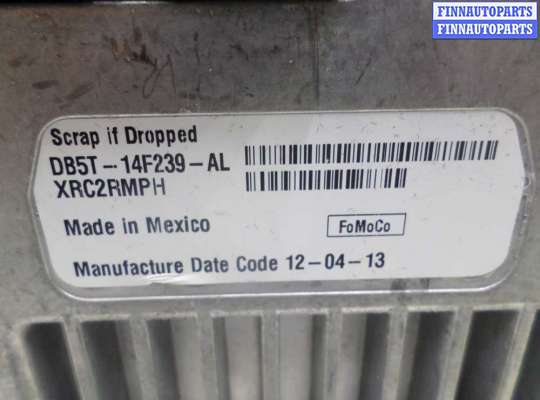 FINNAUTOPARTS
FINNAUTOPARTS
Scrap if Dropped
DB5T-14F239-AL
XRC2RMPH
Made in Mexico
FoMoCo
Manufacture Date Code 12-04-13